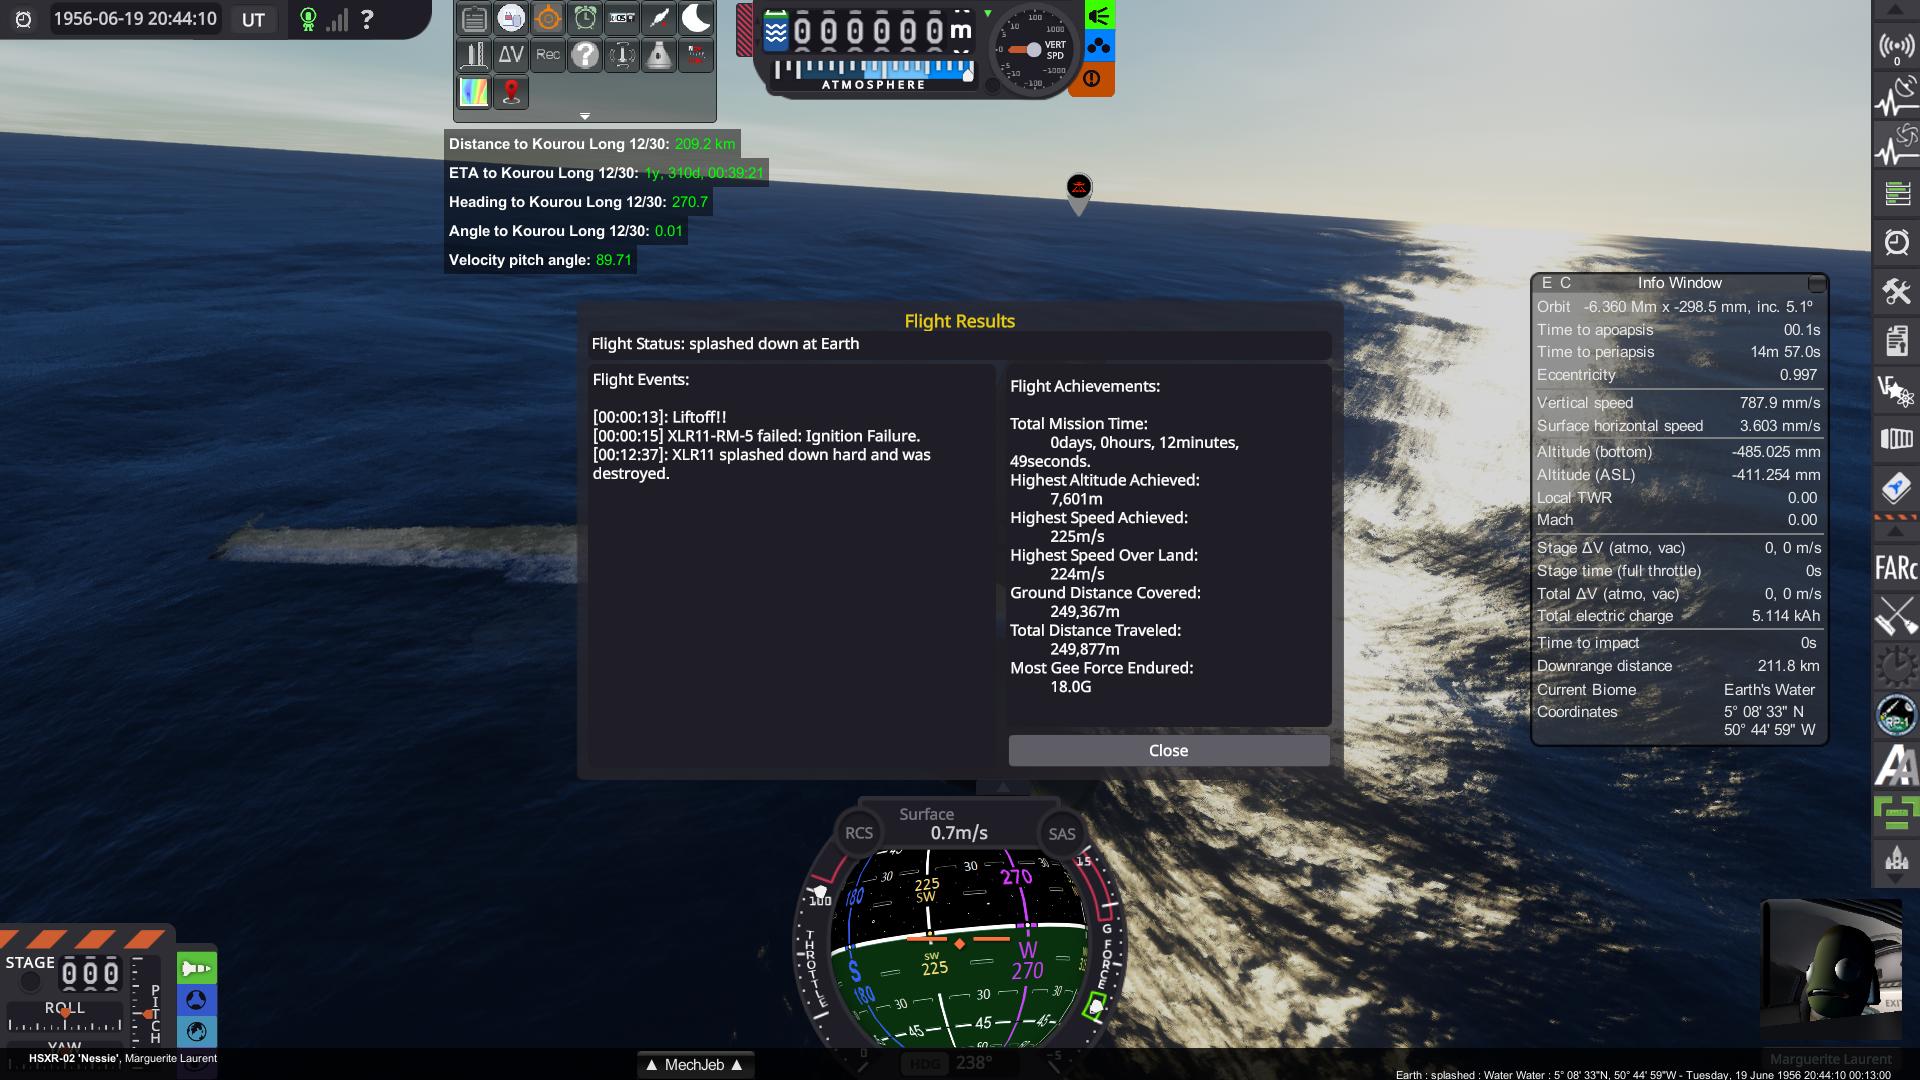 1956-06-19 20:44:10 UT
?
ΔV Rec ?
000000 m
ATMOSPHERE
VERT SPD
Distance to Kourou Long 12/30: 209.2 km
ETA to Kourou Long 12/30: 1y, 310d, 00:39:21
Heading to Kourou Long 12/30: 270.7
Angle to Kourou Long 12/30: 0.01
Velocity pitch angle: 89.71
Flight Results
Flight Status: splashed down at Earth
Flight Events:
[00:00:13]: Liftoff!!
[00:00:15] XLR11-RM-5 failed: Ignition Failure.
[00:12:37]: XLR11 splashed down hard and was
destroyed.
Flight Achievements:
Total Mission Time:
0days, 0hours, 12minutes,
49seconds.
Highest Altitude Achieved:
7,601m
Highest Speed Achieved:
225m/s
Highest Speed Over Land:
224m/s
Ground Distance Covered:
249,367m
Total Distance Traveled:
249,877m
Most Gee Force Endured:
18.0G
Close
E C Info Window
Orbit -6.360 Mm x -298.5 mm, inc. 5.1º
Time to apoapsis 00.1s
Time to periapsis 14m 57.0s
Eccentricity 0.997
Vertical speed 787.9 mm/s
Surface horizontal speed 3.603 mm/s
Altitude (bottom) -485.025 mm
Altitude (ASL) -411.254 mm
Local TWR 0.00
Mach 0.00
Stage ΔV (atmo, vac) 0, 0 m/s
Stage time (full throttle) 0s
Total ΔV (atmo, vac) 0, 0 m/s
Total electric charge 5.114 kAh
Time to impact 0s
Downrange distance 211.8 km
Current Biome Earth's Water
Coordinates 5° 08' 33" N
50° 44' 59" W
0
FARc
Surface
RCS 0.7m/s SAS
THROTTLE
G FORCE
HDG 238°
STAGE 000
ROLL
PITCH
YAW
HSXR-02 'Nessie', Marguerite Laurent
▲ MechJeb ▲
Marguerite Laurent
Earth : splashed : Water Water : 5° 08' 33"N, 50° 44' 59"W - Tuesday, 19 June 1956 20:44:10 00:13:00